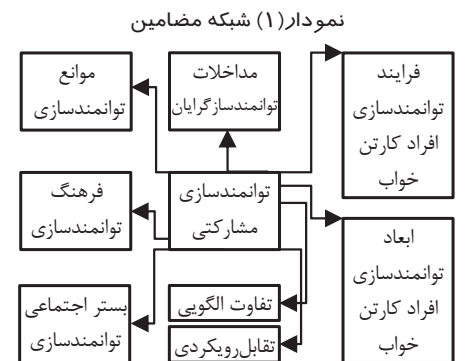 نمودار(۱) شبکه مضامین
فرایند
توانمندسازی
افراد کارتن
خواب
مداخلات
توانمندسازگرایان
موانع
توانمندسازی
توانمندسازی
مشارکتی
فرهنگ
توانمندسازی
ابعاد
توانمندسازی
افراد کارتن
خواب
تفاوت الگویی
تقابل‌رویکردی
بستر اجتماعی
توانمندسازی